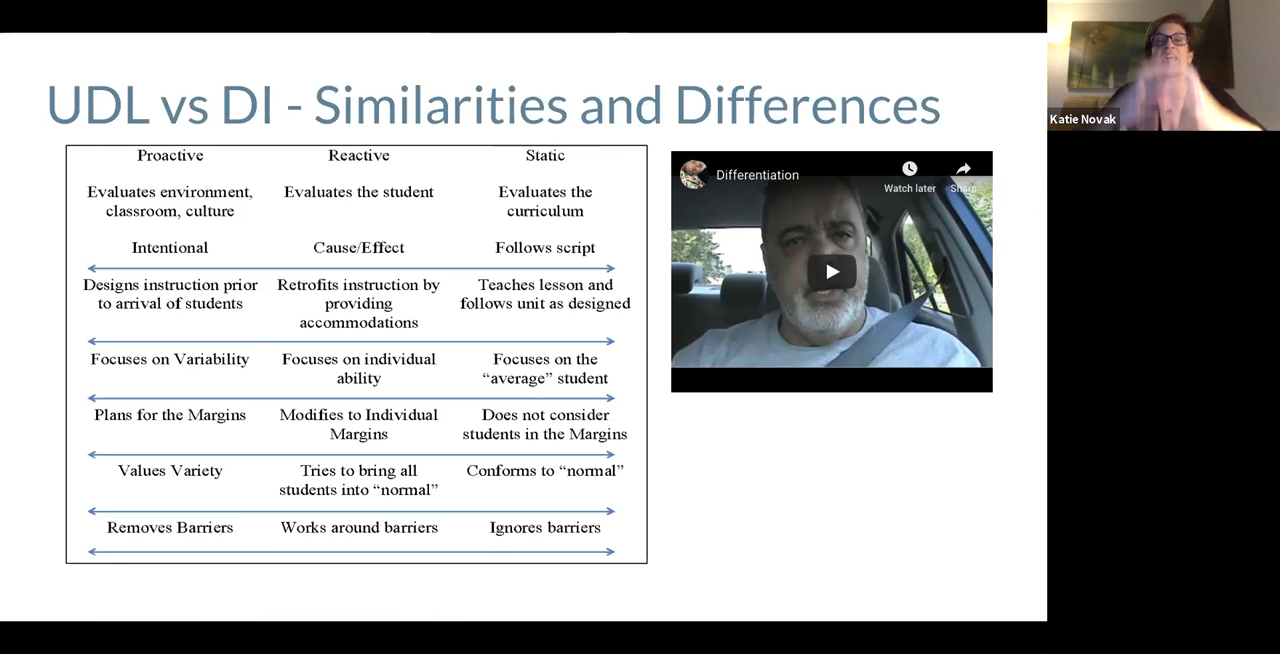 UDL vs DI - Similarities and Differences
Proactive Reactive Static
Evaluates environment, Evaluates the student Evaluates the
classroom, culture curriculum
Intentional Cause/Effect Follows script
Designs instruction prior Retrofits instruction by Teaches lesson and
to arrival of students providing follows unit as designed
accommodations
Focuses on Variability Focuses on individual Focuses on the
ability “average” student
Plans for the Margins Modifies to Individual Does not consider
Margins students in the Margins
Values Variety Tries to bring all Conforms to “normal”
students into “normal”
Removes Barriers Works around barriers Ignores barriers
Differentiation
Watch later Share
Katie Novak